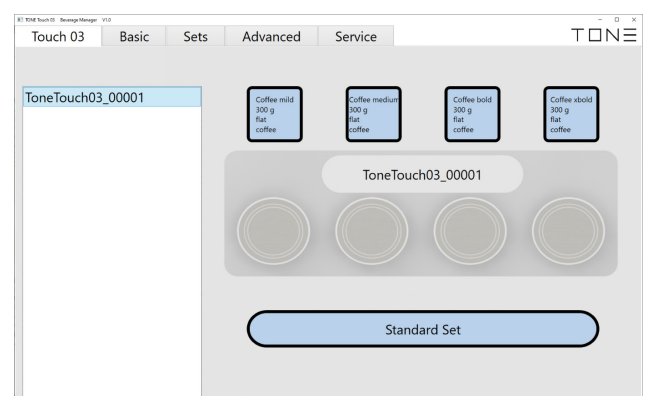 TONE Touch 03 Beverage Manager V1.0
Touch 03 Basic Sets Advanced Service
TONE
ToneTouch03_00001
Coffee mild
300 g
flat
coffee
Coffee medium
300 g
flat
coffee
Coffee bold
300 g
flat
coffee
Coffee xbold
300 g
flat
coffee
ToneTouch03_00001
Standard Set